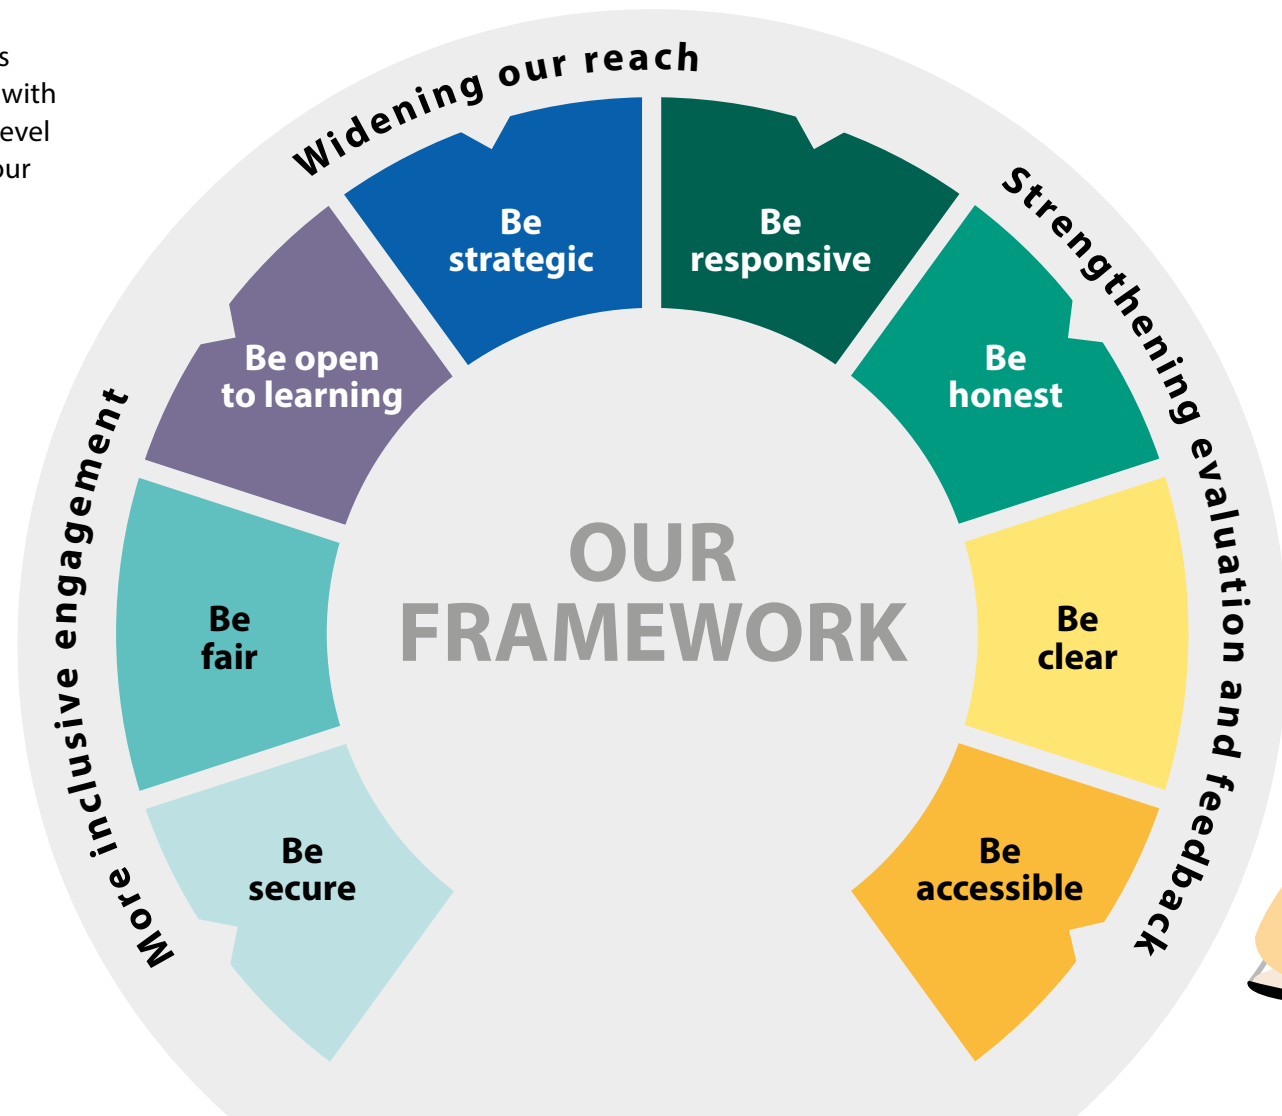 s
with
evel
our
Widening our reach
Strengthening evaluation and feedback
More inclusive engagement
Be
strategic
Be
responsive
Be open
to learning
Be
honest
OUR
FRAMEWORK
Be
fair
Be
clear
Be
secure
Be
accessible